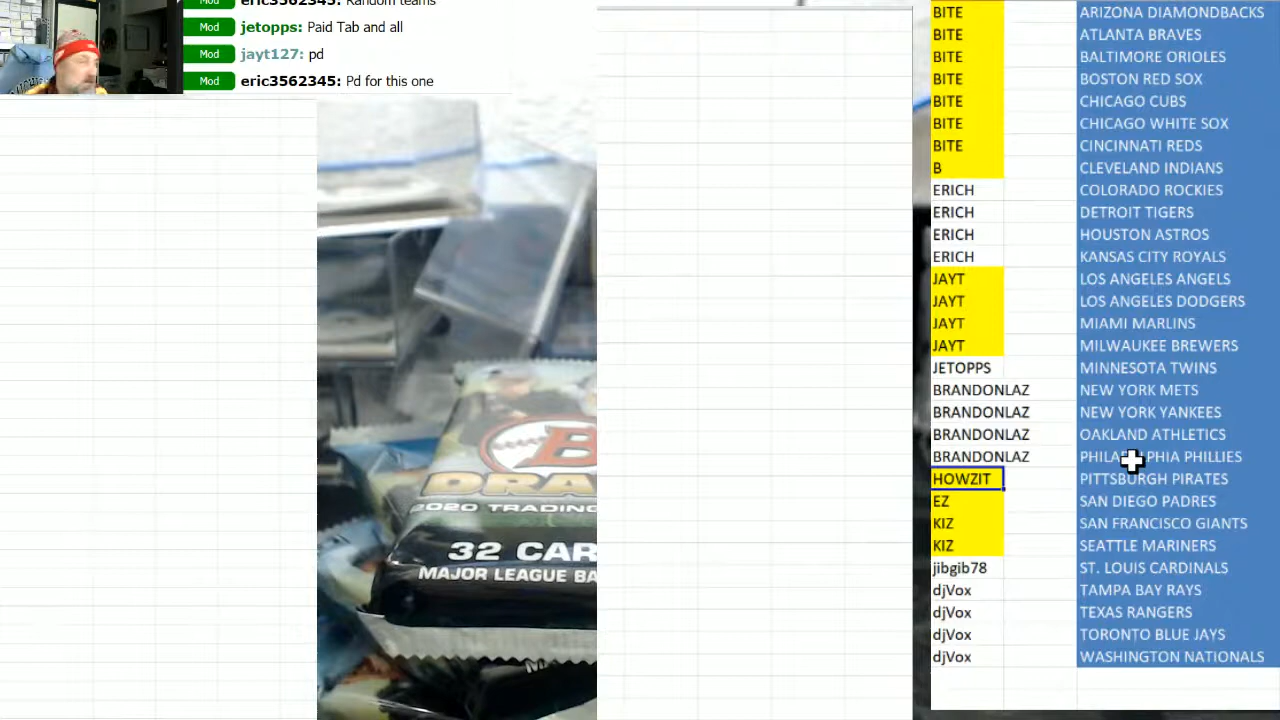 eric3562345: Random teams
Mod jetopps: Paid Tab and all
Mod jayt127: pd
Mod eric3562345: Pd for this one
2020 TRADING
32 CAR
MAJOR LEAGUE BA
BITE ARIZONA DIAMONDBACKS
BITE ATLANTA BRAVES
BITE BALTIMORE ORIOLES
BITE BOSTON RED SOX
BITE CHICAGO CUBS
BITE CHICAGO WHITE SOX
BITE CINCINNATI REDS
B CLEVELAND INDIANS
ERICH COLORADO ROCKIES
ERICH DETROIT TIGERS
ERICH HOUSTON ASTROS
ERICH KANSAS CITY ROYALS
JAYT LOS ANGELES ANGELS
JAYT LOS ANGELES DODGERS
JAYT MIAMI MARLINS
JAYT MILWAUKEE BREWERS
JETOPPS MINNESOTA TWINS
BRANDONLAZ NEW YORK METS
BRANDONLAZ NEW YORK YANKEES
BRANDONLAZ OAKLAND ATHLETICS
BRANDONLAZ PHILADELPHIA PHILLIES
HOWZIT PITTSBURGH PIRATES
EZ SAN DIEGO PADRES
KIZ SAN FRANCISCO GIANTS
KIZ SEATTLE MARINERS
jibgib78 ST. LOUIS CARDINALS
djVox TAMPA BAY RAYS
djVox TEXAS RANGERS
djVox TORONTO BLUE JAYS
djVox WASHINGTON NATIONALS